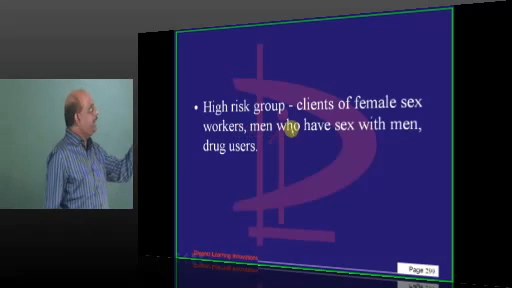 • High risk group - clients of female sex
workers, men who have sex with men,
drug users.
Page 299